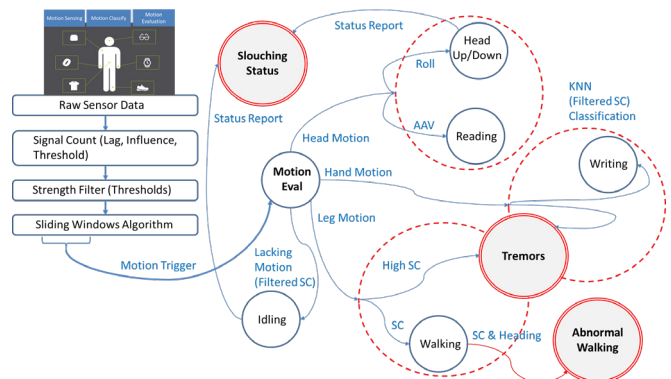 Motion Sensing
Motion Classify
Motion
Evaluation
Raw Sensor Data
Signal Count (Lag, Influence,
Threshold)
Strength Filter (Thresholds)
Sliding Windows Algorithm
Motion Trigger
Status Report
Slouching
Status
Status Report
Head
Up/Down
Roll
AAV
Reading
Head Motion
Motion
Eval
Hand Motion
Leg Motion
KNN
(Filtered SC)
Classification
Writing
Tremors
High SC
Lacking
Motion
(Filtered SC)
Idling
SC
Walking
SC & Heading
Abnormal
Walking